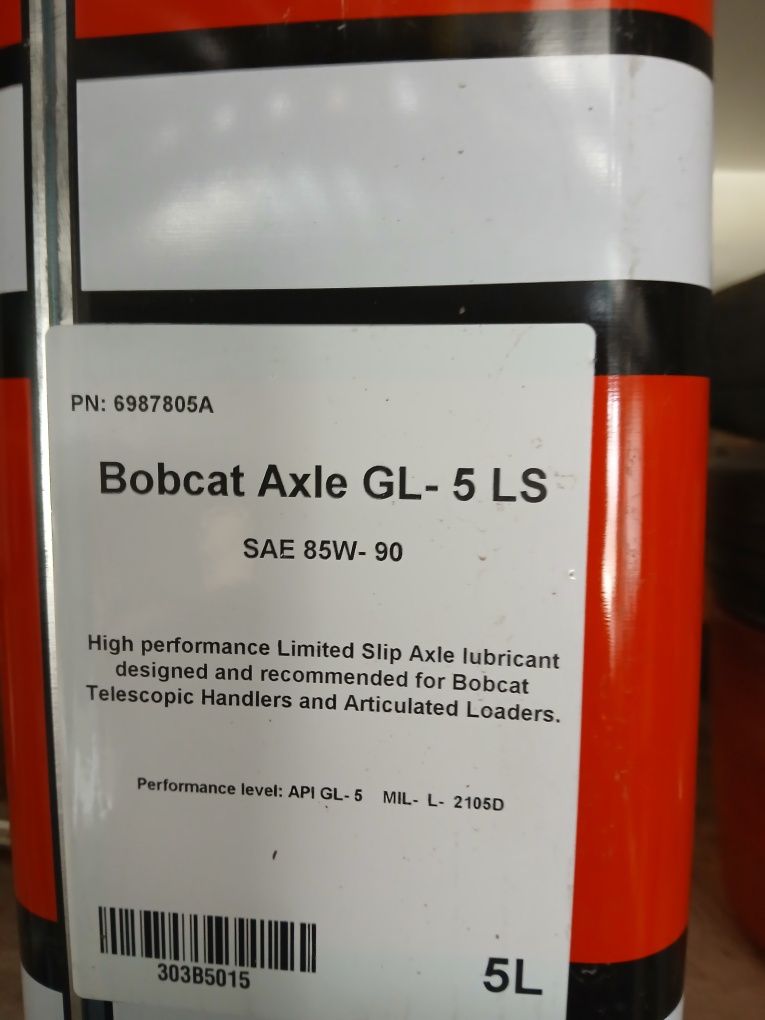 PN: 6987805A
Bobcat Axle GL- 5 LS
SAE 85W- 90
High performance Limited Slip Axle lubricant
designed and recommended for Bobcat
Telescopic Handlers and Articulated Loaders.
Performance level: API GL- 5 MIL- L- 2105D
303B5015
5L